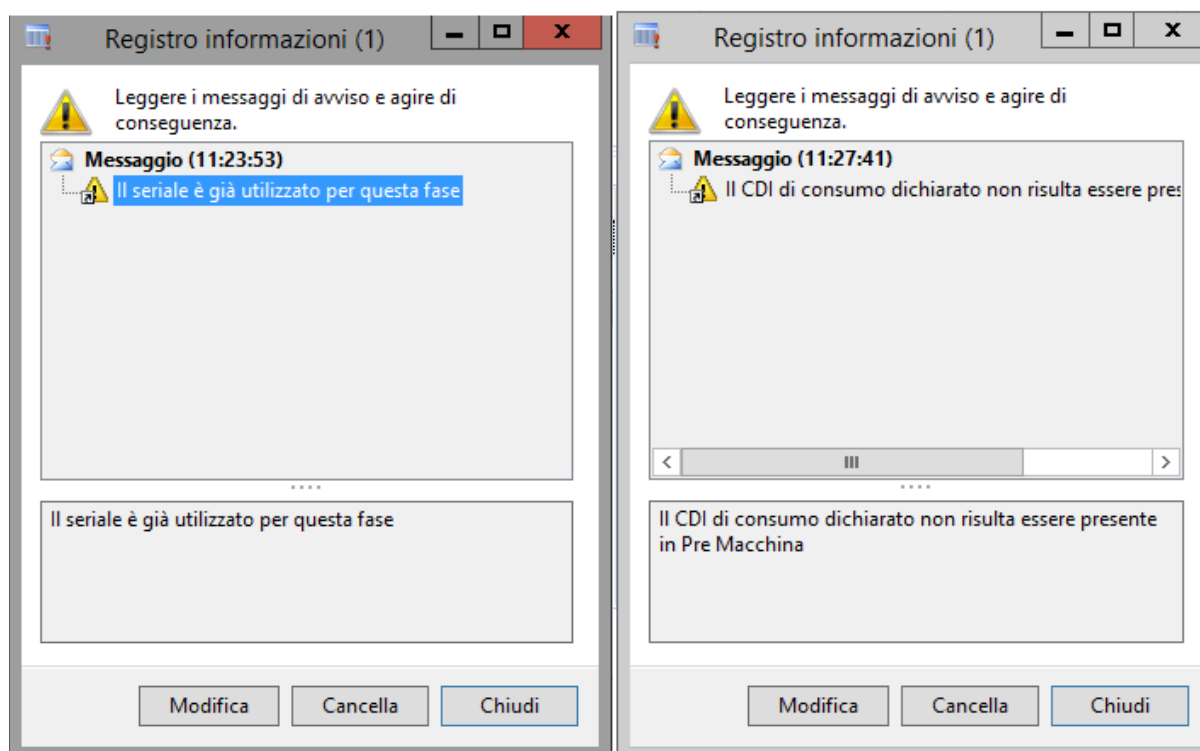 Registro informazioni (1)
Leggere i messaggi di avviso e agire di
conseguenza.
Messaggio (11:23:53)
Il seriale è già utilizzato per questa fase
Il seriale è già utilizzato per questa fase
Modifica
Cancella
Chiudi
Registro informazioni (1)
Leggere i messaggi di avviso e agire di
conseguenza.
Messaggio (11:27:41)
Il CDI di consumo dichiarato non risulta essere pres
Il CDI di consumo dichiarato non risulta essere presente
in Pre Macchina
Modifica
Cancella
Chiudi